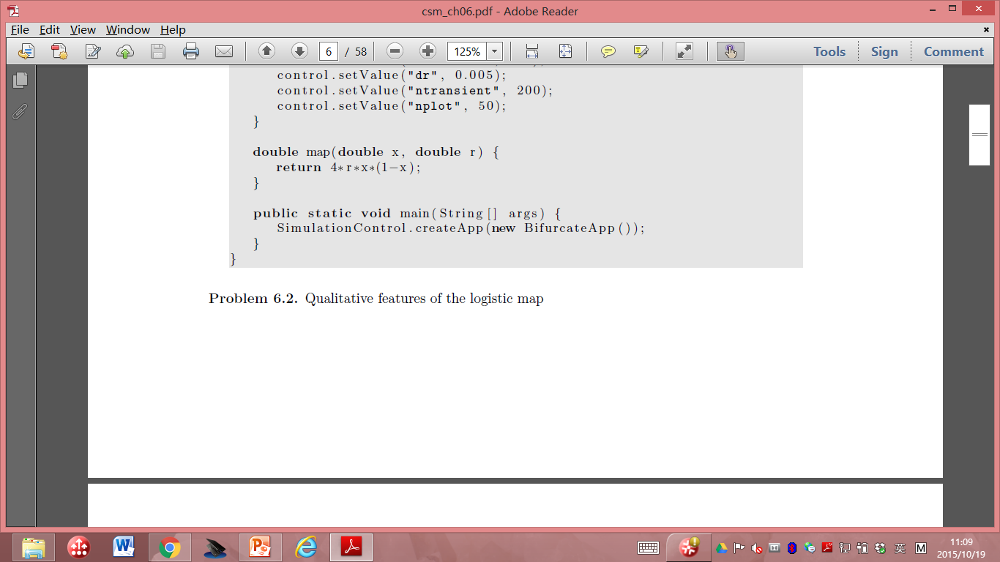 csm_ch06.pdf - Adobe Reader
File Edit View Window Help
6 / 58
125%
Tools Sign Comment
control.setValue("dr", 0.005);
control.setValue("ntransient", 200);
control.setValue("nplot", 50);
}
double map(double x, double r) {
return 4*r*x*(1−x);
}
public static void main(String[] args) {
SimulationControl.createApp(new BifurcateApp());
}
}
Problem 6.2. Qualitative features of the logistic map
英
M
11:09
2015/10/19